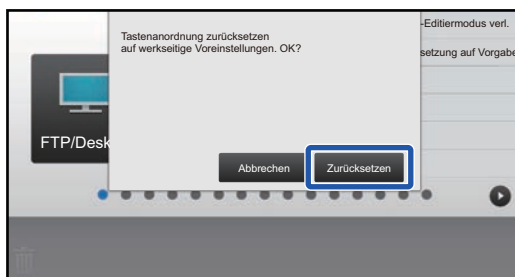 -Editiermodus verl.
Tastenanordnung zurücksetzen
auf werkseitige Voreinstellungen. OK?
setzung auf Vorgabe
FTP/Desk
Abbrechen
Zurücksetzen